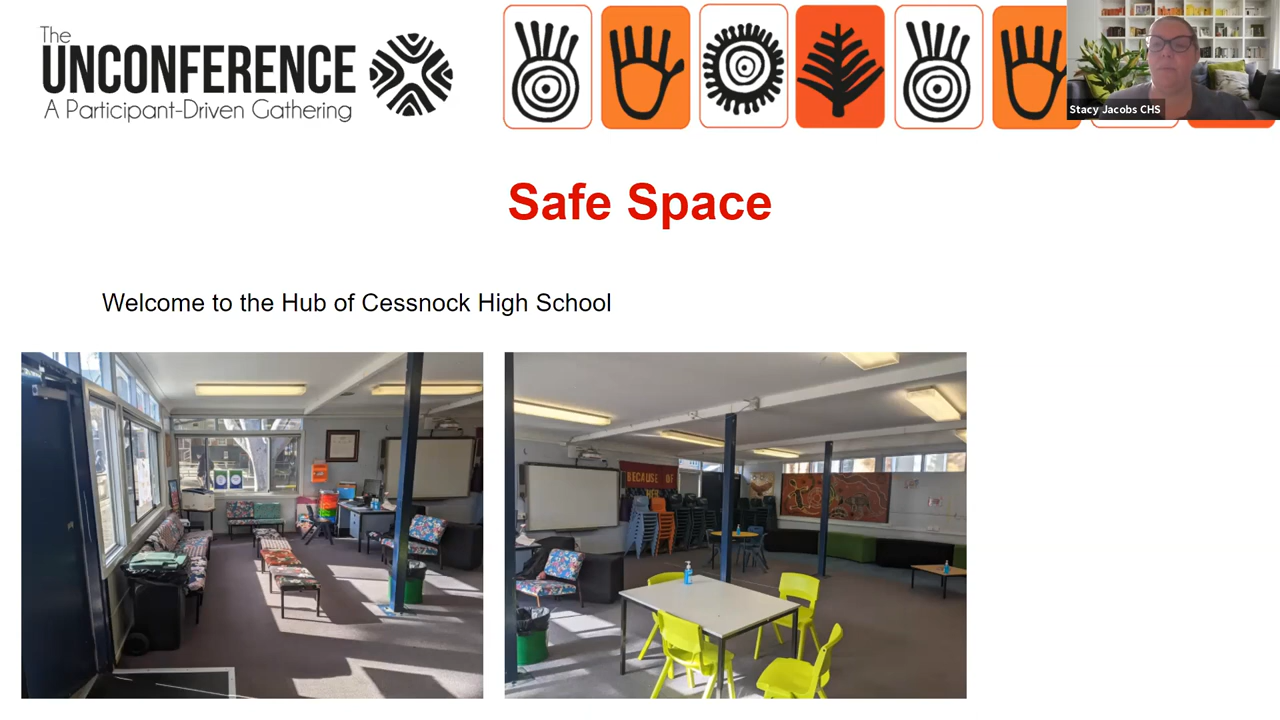 The
UNCONFERENCE
A Participant-Driven Gathering
Stacy Jacobs CHS
Safe Space
Welcome to the Hub of Cessnock High School
BECAUSE OF